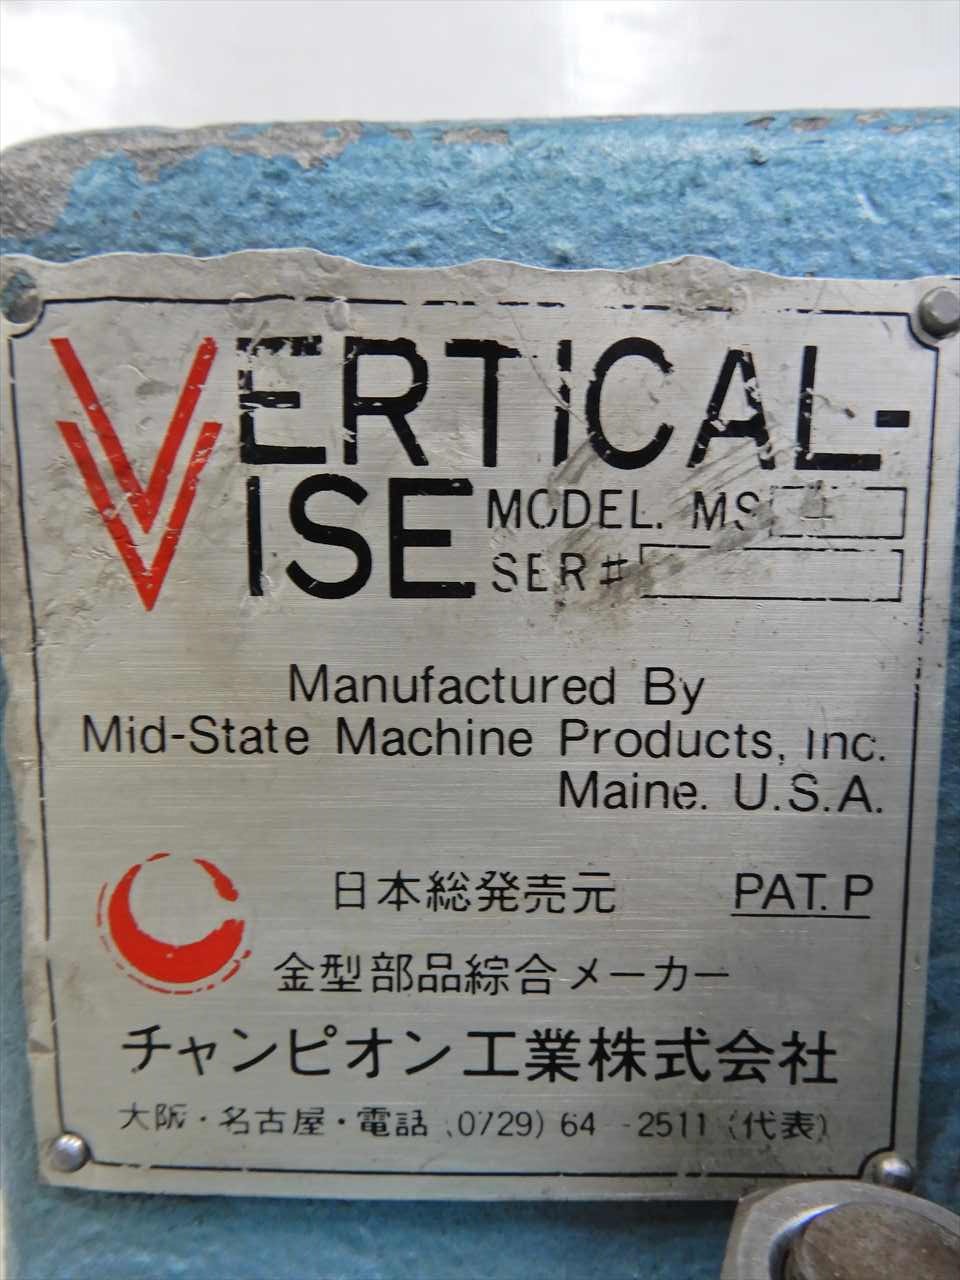 VERTICAL-
VISE MODEL. MS
SER#
Manufactured By
Mid-State Machine Products, Inc.
Maine. U.S.A.
日本総発売元 PAT. P
金型部品綜合メーカー
チャンピオン工業株式会社
大阪・名古屋・電話 (0729) 64-2511 (代表)